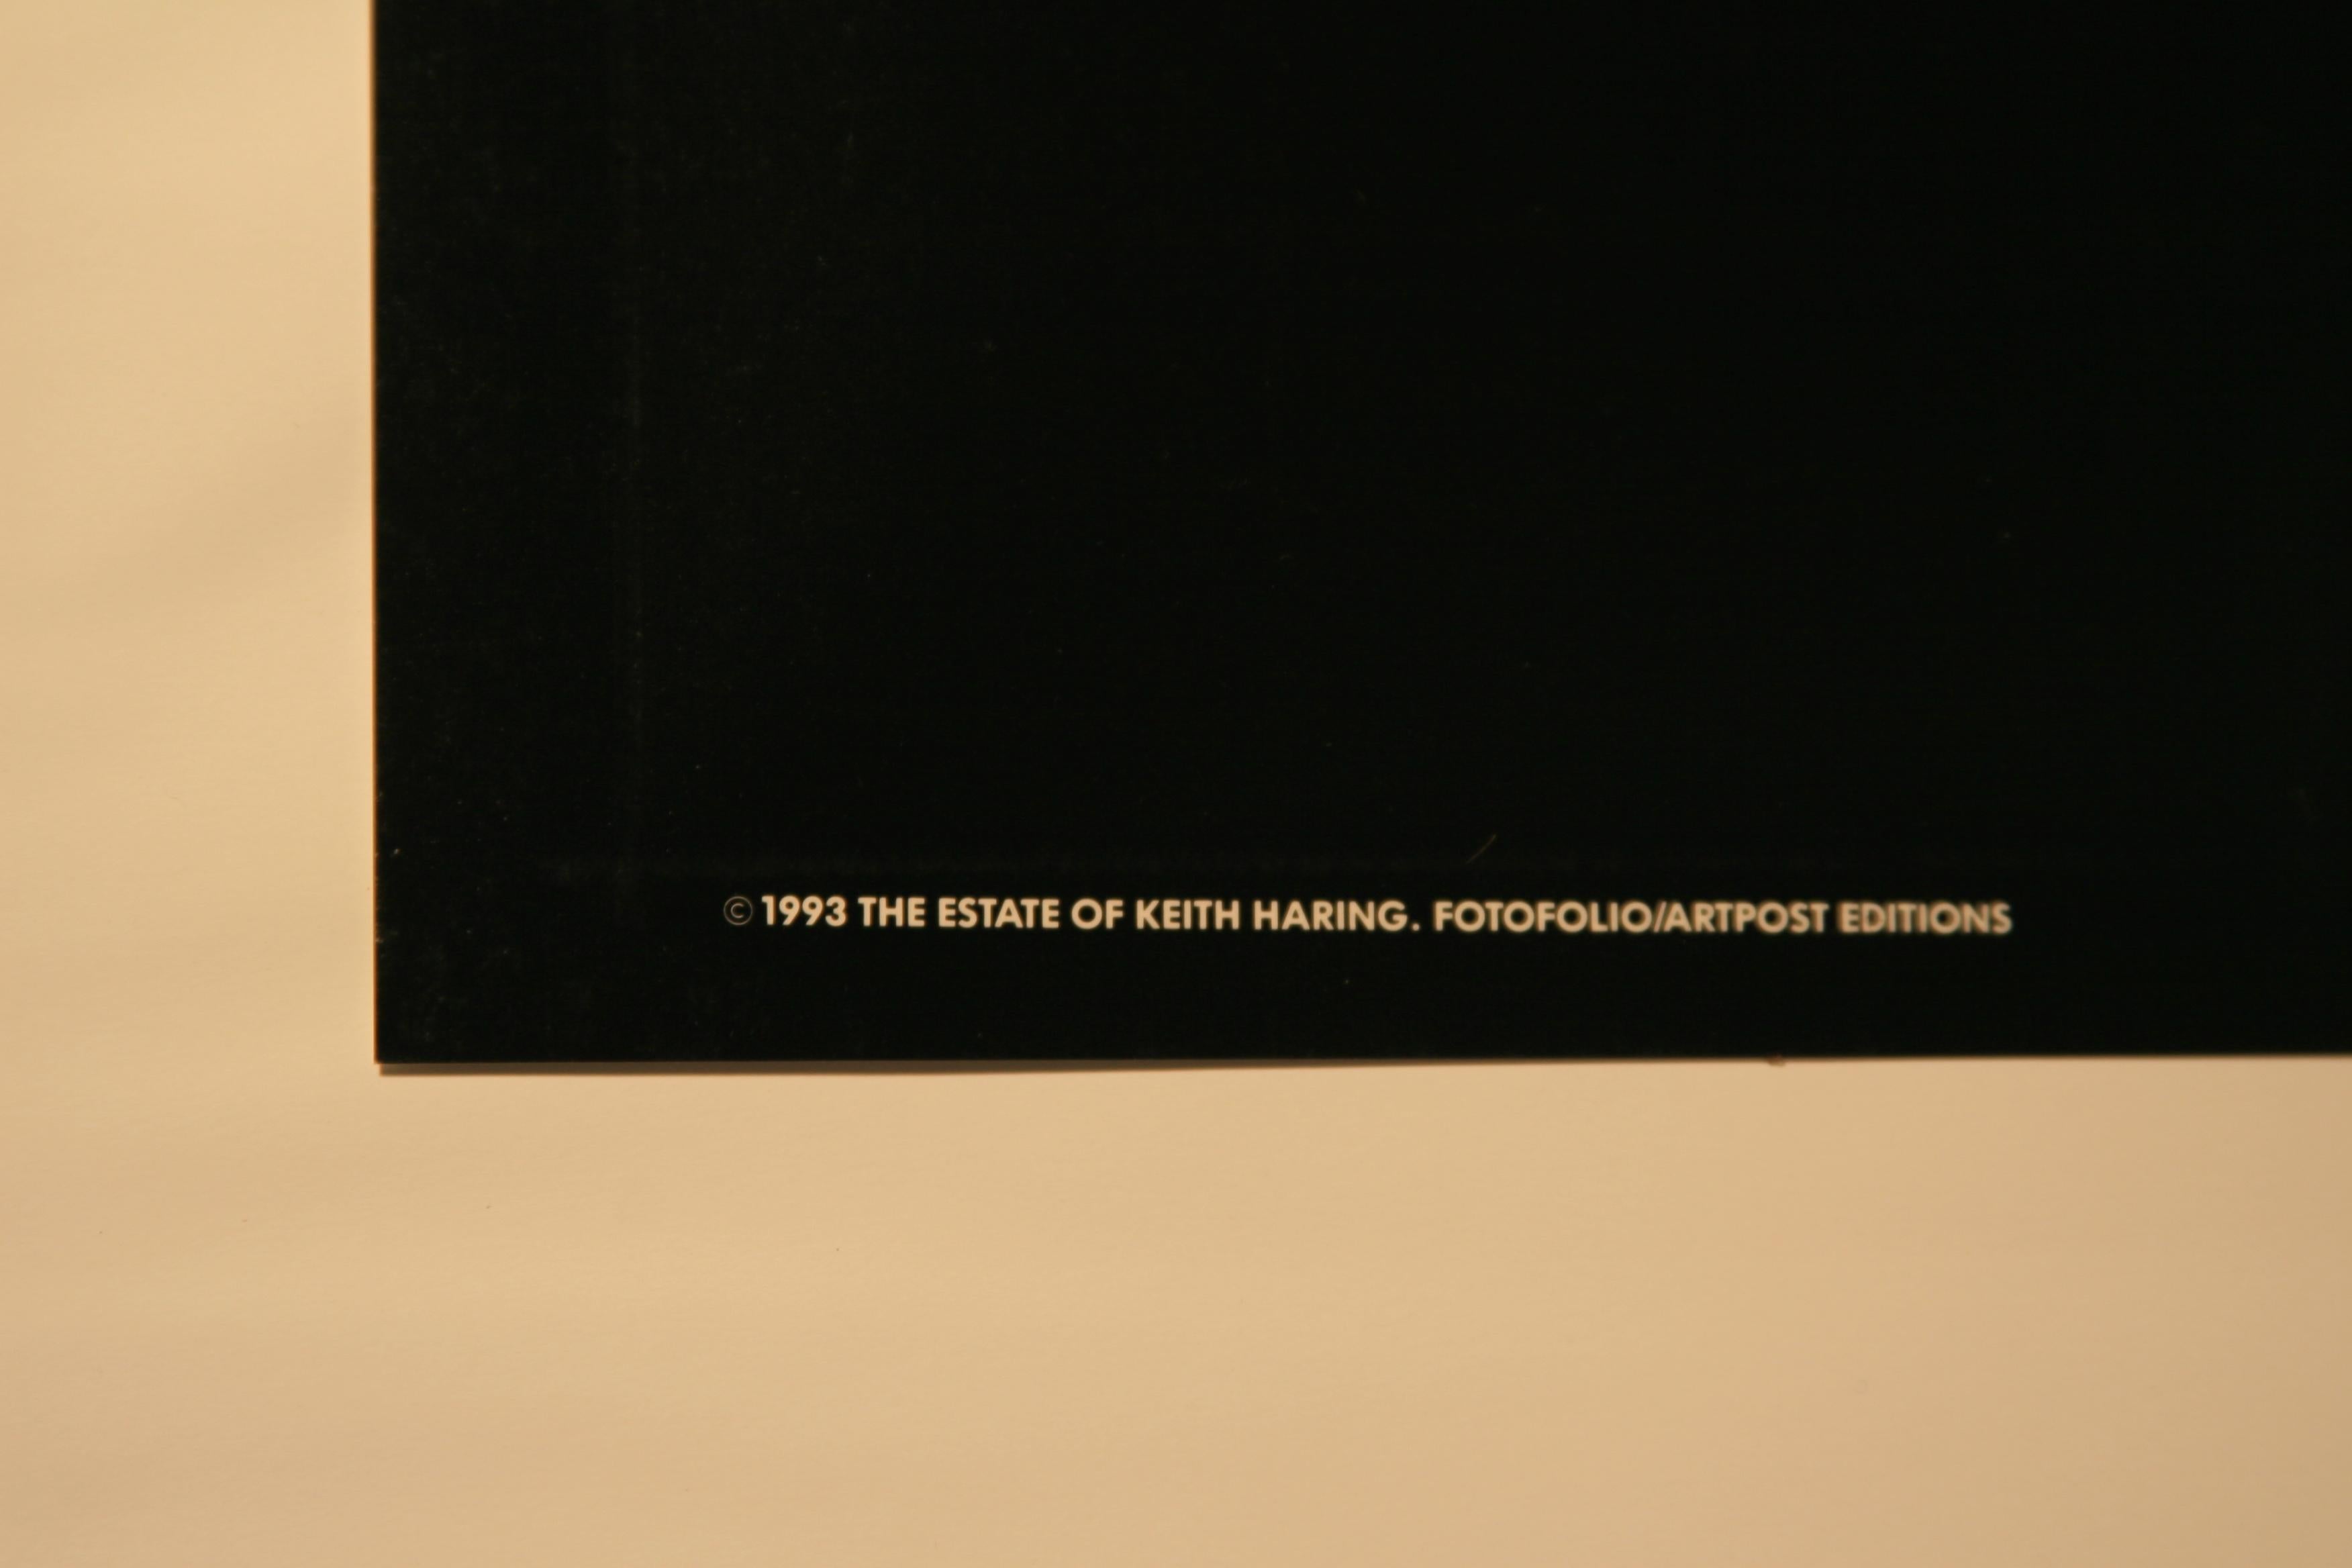 © 1993 THE ESTATE OF KEITH HARING. FOTOFOLIO/ARTPOST EDITIONS